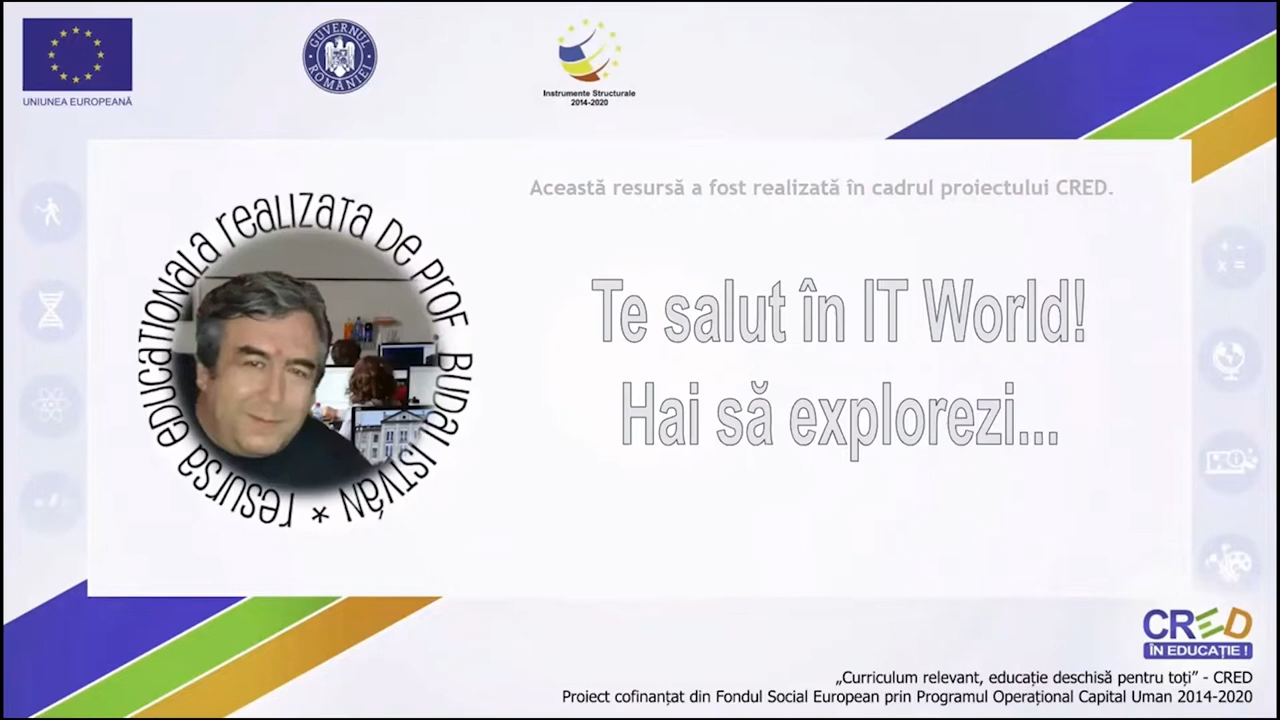 UNIUNEA EUROPEANĂ
GUVERNUL ROMÂNIEI
Instrumente Structurale
2014-2020
Această resursă a fost realizată în cadrul proiectului CRED.
resursă educațională realizată de prof Budai István *
Te salut în IT World!
Hai să explorezi...
CRED
ÎN EDUCAȚIE !
„Curriculum relevant, educație deschisă pentru toți” - CRED
Proiect cofinanțat din Fondul Social European prin Programul Operațional Capital Uman 2014-2020